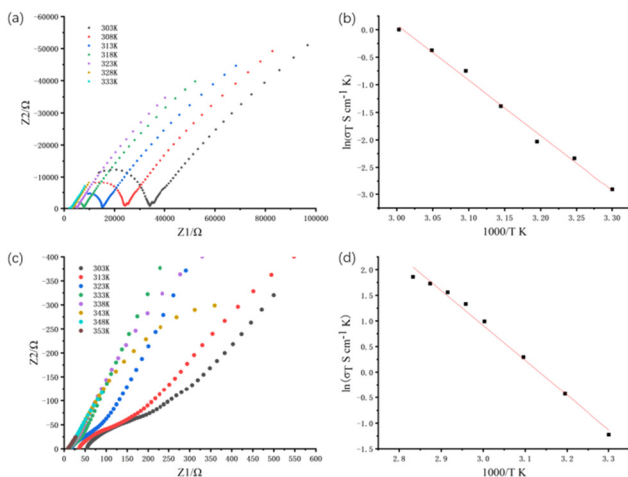 (a)
-60000
-50000
-40000
-30000
-20000
-10000
0
Z2/Ω
303K
308K
313K
318K
323K
328K
333K
0 20000 40000 60000 80000 100000
Z1/Ω
(b)
0.0
-0.5
-1.0
-1.5
-2.0
-2.5
-3.0
ln(σT S cm⁻¹ K)
3.00 3.05 3.10 3.15 3.20 3.25 3.30
1000/T K
(c)
-400
-350
-300
-250
-200
-150
-100
-50
0
Z2/Ω
303K
313K
323K
333K
338K
343K
348K
353K
0 50 100 150 200 250 300 350 400 450 500 550 600
Z1/Ω
(d)
2.0
1.5
1.0
0.5
0.0
-0.5
-1.0
-1.5
ln (σT S cm⁻¹ K)
2.8 2.9 3.0 3.1 3.2 3.3
1000/T K